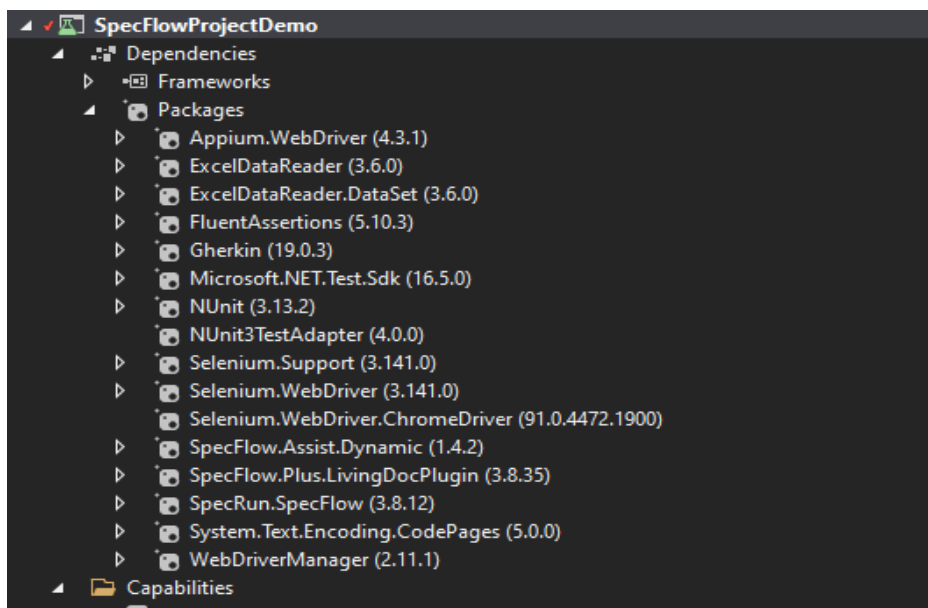 SpecFlowProjectDemo
Dependencies
Frameworks
Packages
Appium.WebDriver (4.3.1)
ExcelDataReader (3.6.0)
ExcelDataReader.DataSet (3.6.0)
FluentAssertions (5.10.3)
Gherkin (19.0.3)
Microsoft.NET.Test.Sdk (16.5.0)
NUnit (3.13.2)
NUnit3TestAdapter (4.0.0)
Selenium.Support (3.141.0)
Selenium.WebDriver (3.141.0)
Selenium.WebDriver.ChromeDriver (91.0.4472.1900)
SpecFlow.Assist.Dynamic (1.4.2)
SpecFlow.Plus.LivingDocPlugin (3.8.35)
SpecRun.SpecFlow (3.8.12)
System.Text.Encoding.CodePages (5.0.0)
WebDriverManager (2.11.1)
Capabilities